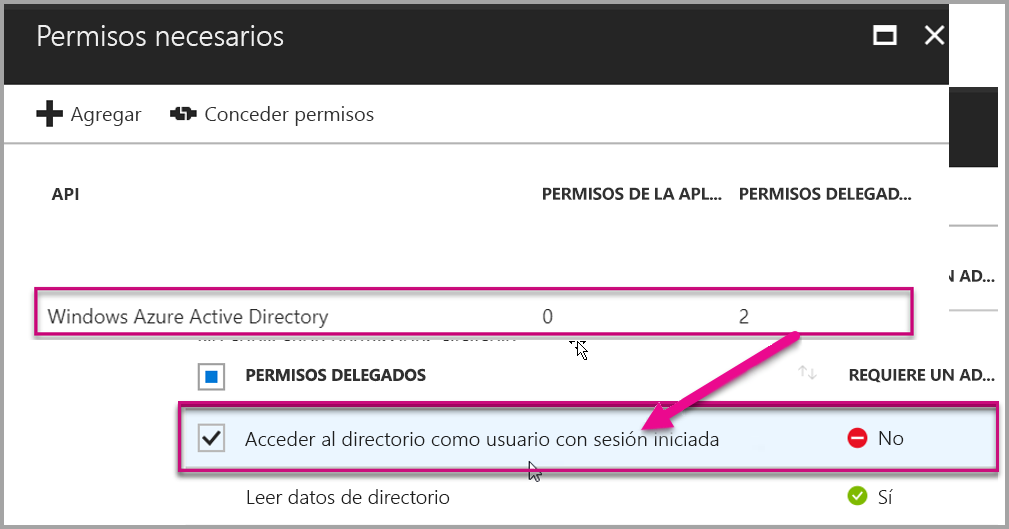 Permisos necesarios
Agregar Conceder permisos
API PERMISOS DE LA APL... PERMISOS DELEGAD...
AD...
Windows Azure Active Directory 0 2
PERMISOS DELEGADOS REQUIERE UN AD...
Acceder al directorio como usuario con sesión iniciada No
Leer datos de directorio Sí